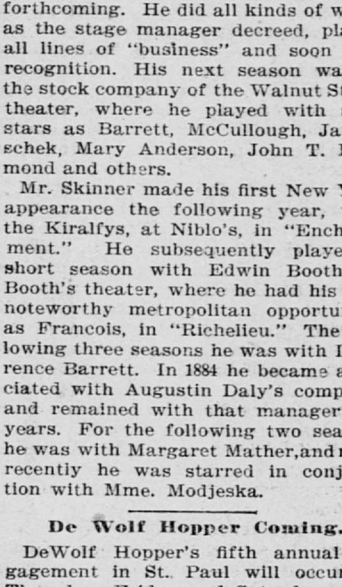 forthcoming. He did all kinds of w
as the stage manager decreed, pla
all lines of "business" and soon
recognition. His next season wa
the stock company of the Walnut St
theater, where he played with
stars as Barrett, McCullough, Ja
schek, Mary Anderson, John T.
mond and others.
Mr. Skinner made his first New Y
appearance the following year,
the Kiralfys, at Niblo's, in "Ench
ment." He subsequently playe
short season with Edwin Booth
Booth's theater, where he had his
noteworthy metropolitan opportu
as Francois, in "Richelieu." The
lowing three seasons he was with L
rence Barrett. In 1884 he became a
ciated with Augustin Daly's comp
and remained with that manager
years. For the following two sea
he was with Margaret Mather,and
recently he was starred in conj
tion with Mme. Modjeska.
De Wolf Hopper Coming.
DeWolf Hopper's fifth annual
gagement in St. Paul will occur